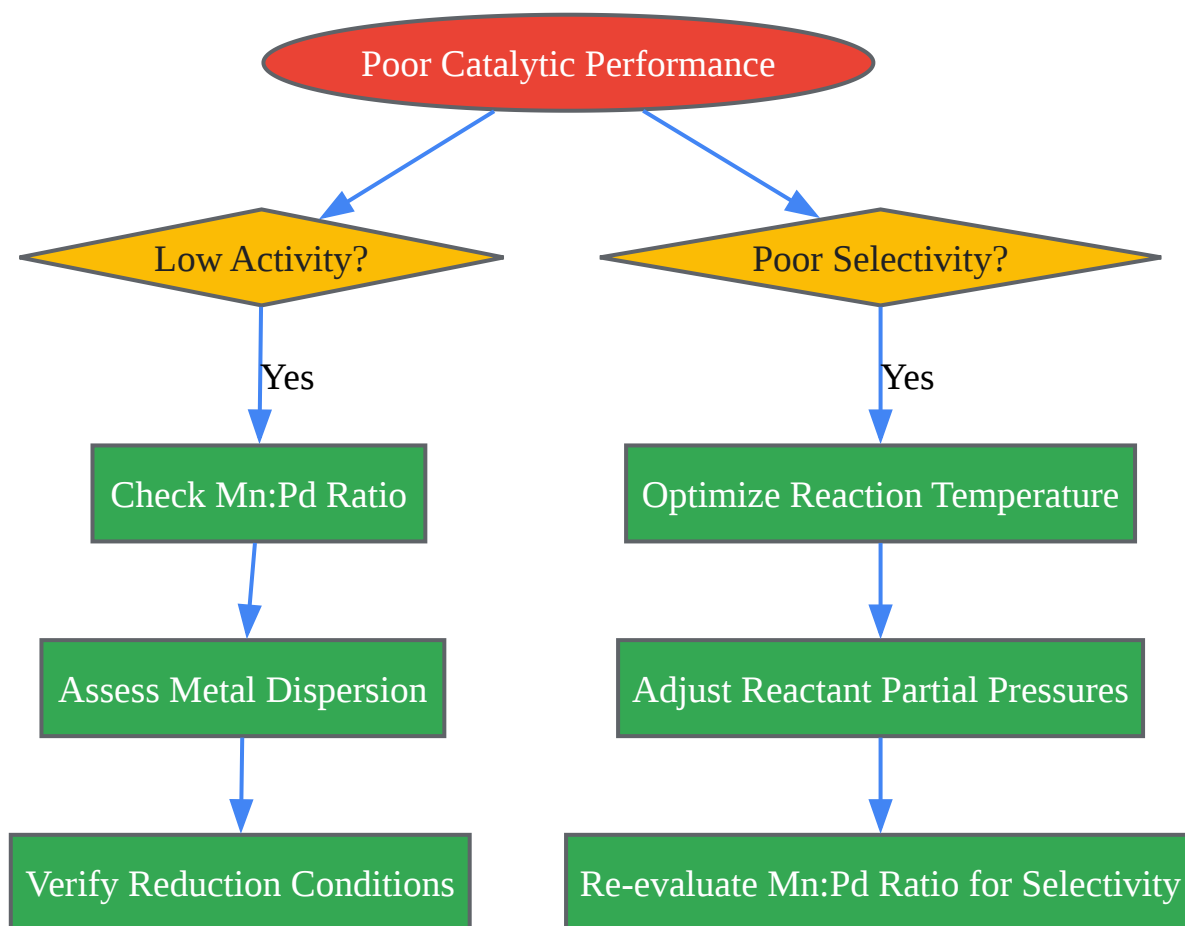 Poor Catalytic Performance
Low Activity?
Poor Selectivity?
Yes
Yes
Check Mn:Pd Ratio
Optimize Reaction Temperature
Assess Metal Dispersion
Adjust Reactant Partial Pressures
Verify Reduction Conditions
Re-evaluate Mn:Pd Ratio for Selectivity